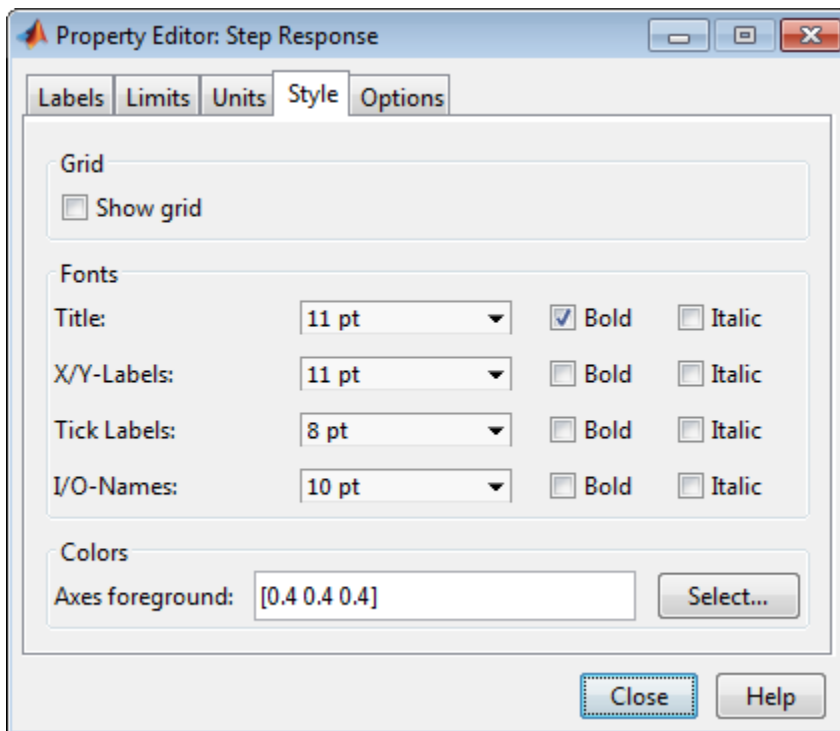 Property Editor: Step Response
Labels Limits Units Style Options
Grid
Show grid
Fonts
Title: 11 pt Bold Italic
X/Y-Labels: 11 pt Bold Italic
Tick Labels: 8 pt Bold Italic
I/O-Names: 10 pt Bold Italic
Colors
Axes foreground: [0.4 0.4 0.4] Select...
Close Help